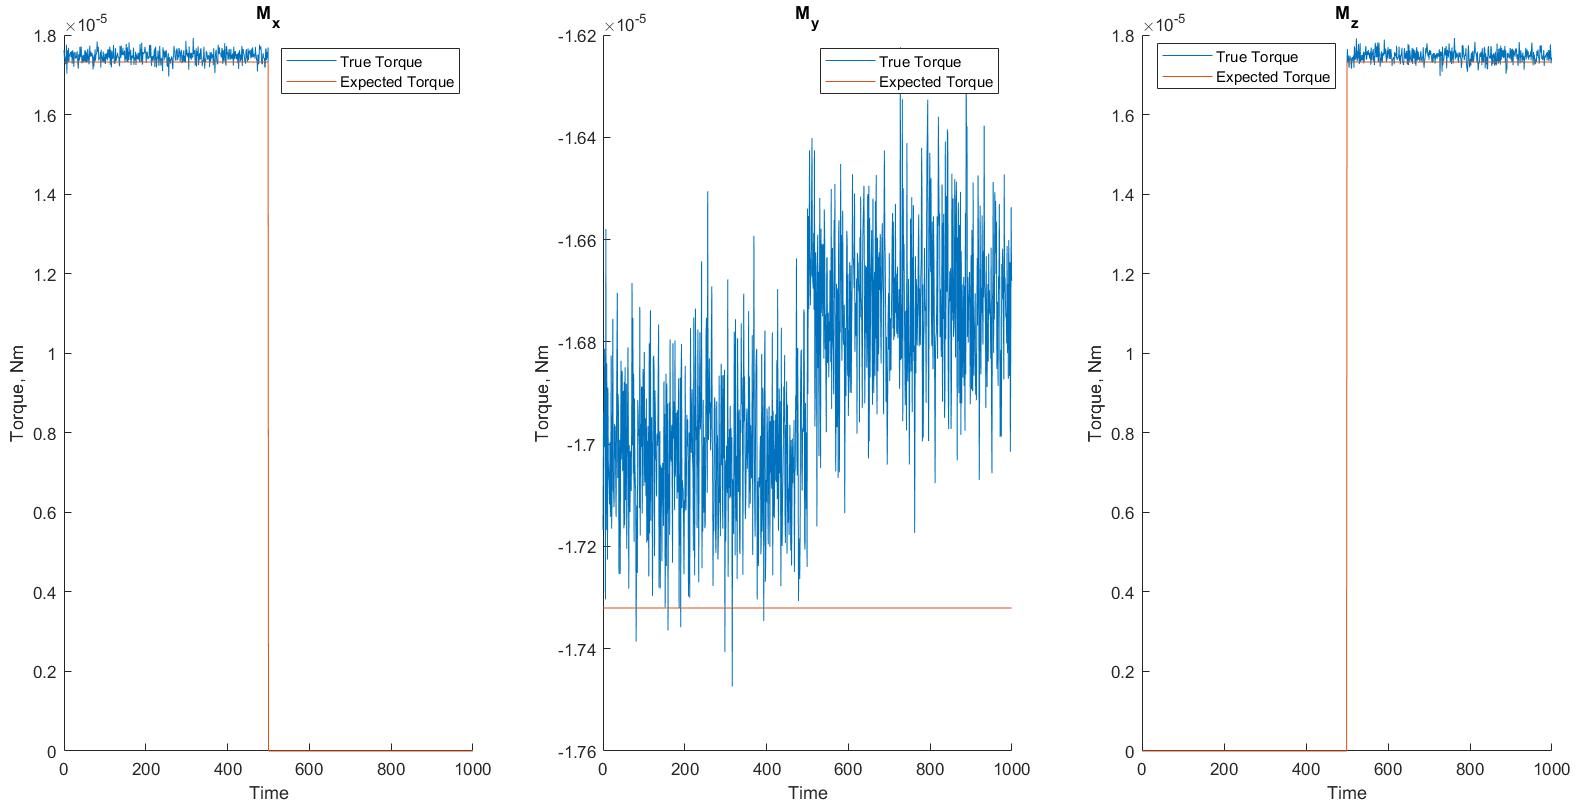 M_x
×10^-5
True Torque
Expected Torque
1.8
1.6
1.4
1.2
1
0.8
0.6
0.4
0.2
0
0 200 400 600 800 1000
Torque, Nm
Time
M_y
×10^-5
True Torque
Expected Torque
-1.62
-1.64
-1.66
-1.68
-1.7
-1.72
-1.74
-1.76
0 200 400 600 800 1000
Torque, Nm
Time
M_z
×10^-5
True Torque
Expected Torque
1.8
1.6
1.4
1.2
1
0.8
0.6
0.4
0.2
0
0 200 400 600 800 1000
Torque, Nm
Time